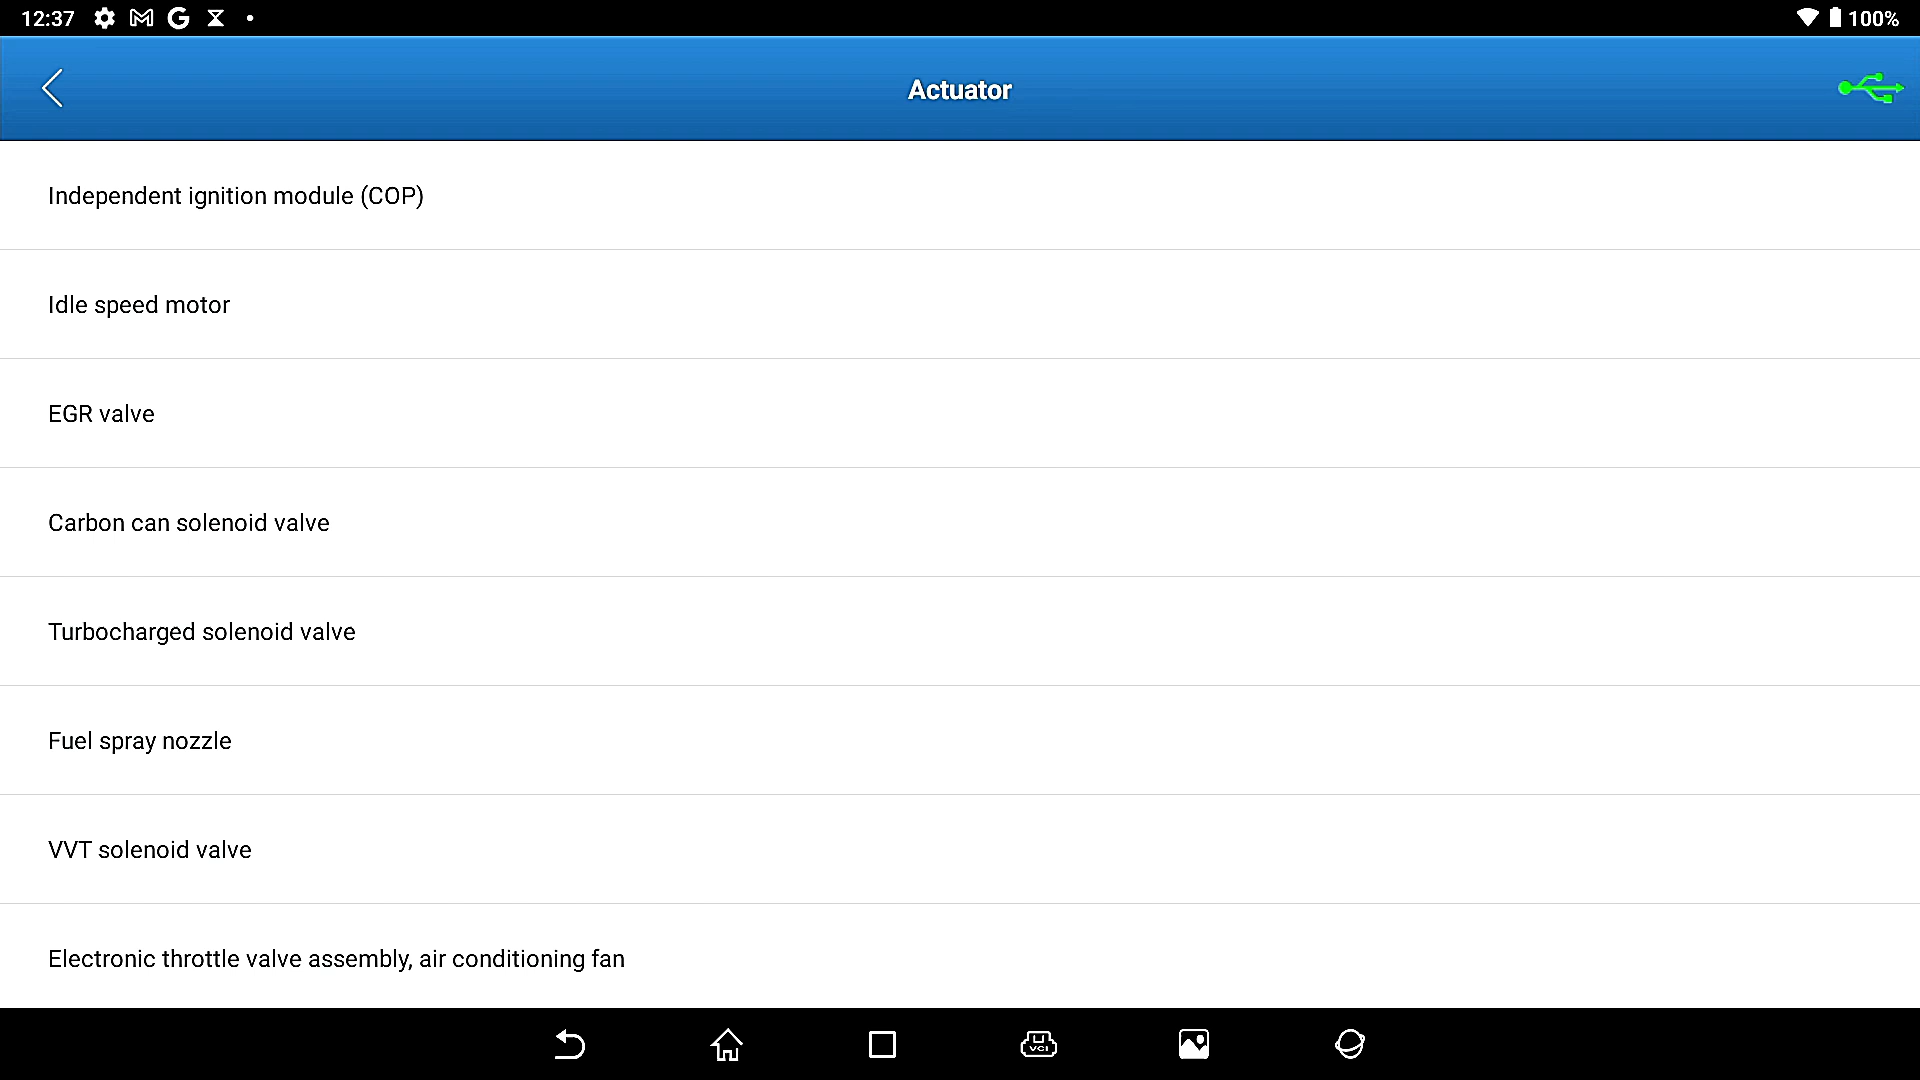 12:37
100%
Actuator
Independent ignition module (COP)
Idle speed motor
EGR valve
Carbon can solenoid valve
Turbocharged solenoid valve
Fuel spray nozzle
VVT solenoid valve
Electronic throttle valve assembly, air conditioning fan
VCI